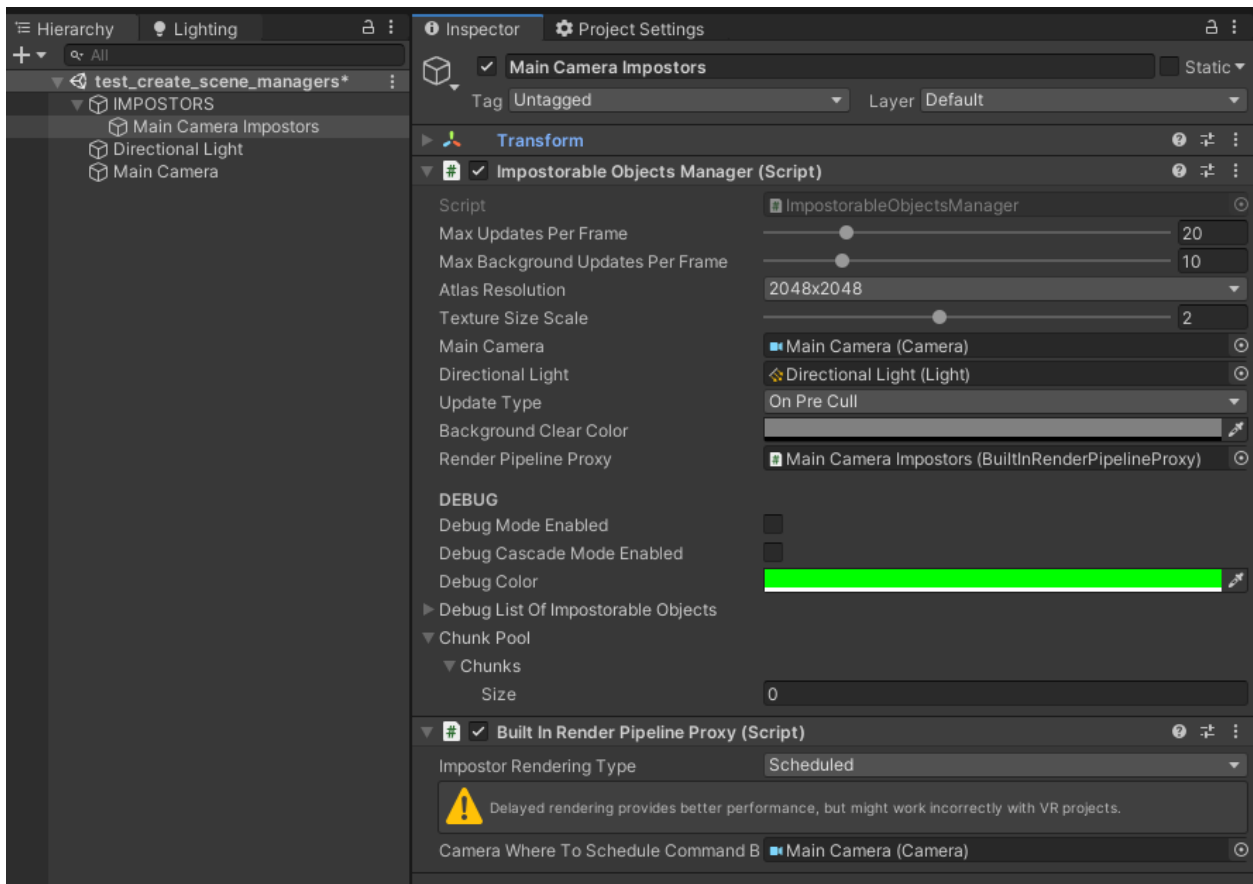 Hierarchy
Lighting
All
test_create_scene_managers*
IMPOSTORS
Main Camera Impostors
Directional Light
Main Camera
Inspector
Project Settings
Main Camera Impostors
Static
Tag Untagged
Layer Default
Transform
# Impostorable Objects Manager (Script)
Script ImpostorableObjectsManager
Max Updates Per Frame 20
Max Background Updates Per Frame 10
Atlas Resolution 2048x2048
Texture Size Scale 2
Main Camera Main Camera (Camera)
Directional Light Directional Light (Light)
Update Type On Pre Cull
Background Clear Color
Render Pipeline Proxy Main Camera Impostors (BuiltInRenderPipelineProxy)
DEBUG
Debug Mode Enabled
Debug Cascade Mode Enabled
Debug Color
Debug List Of Impostorable Objects
Chunk Pool
Chunks
Size 0
# Built In Render Pipeline Proxy (Script)
Impostor Rendering Type Scheduled
Delayed rendering provides better performance, but might work incorrectly with VR projects.
Camera Where To Schedule Command B Main Camera (Camera)